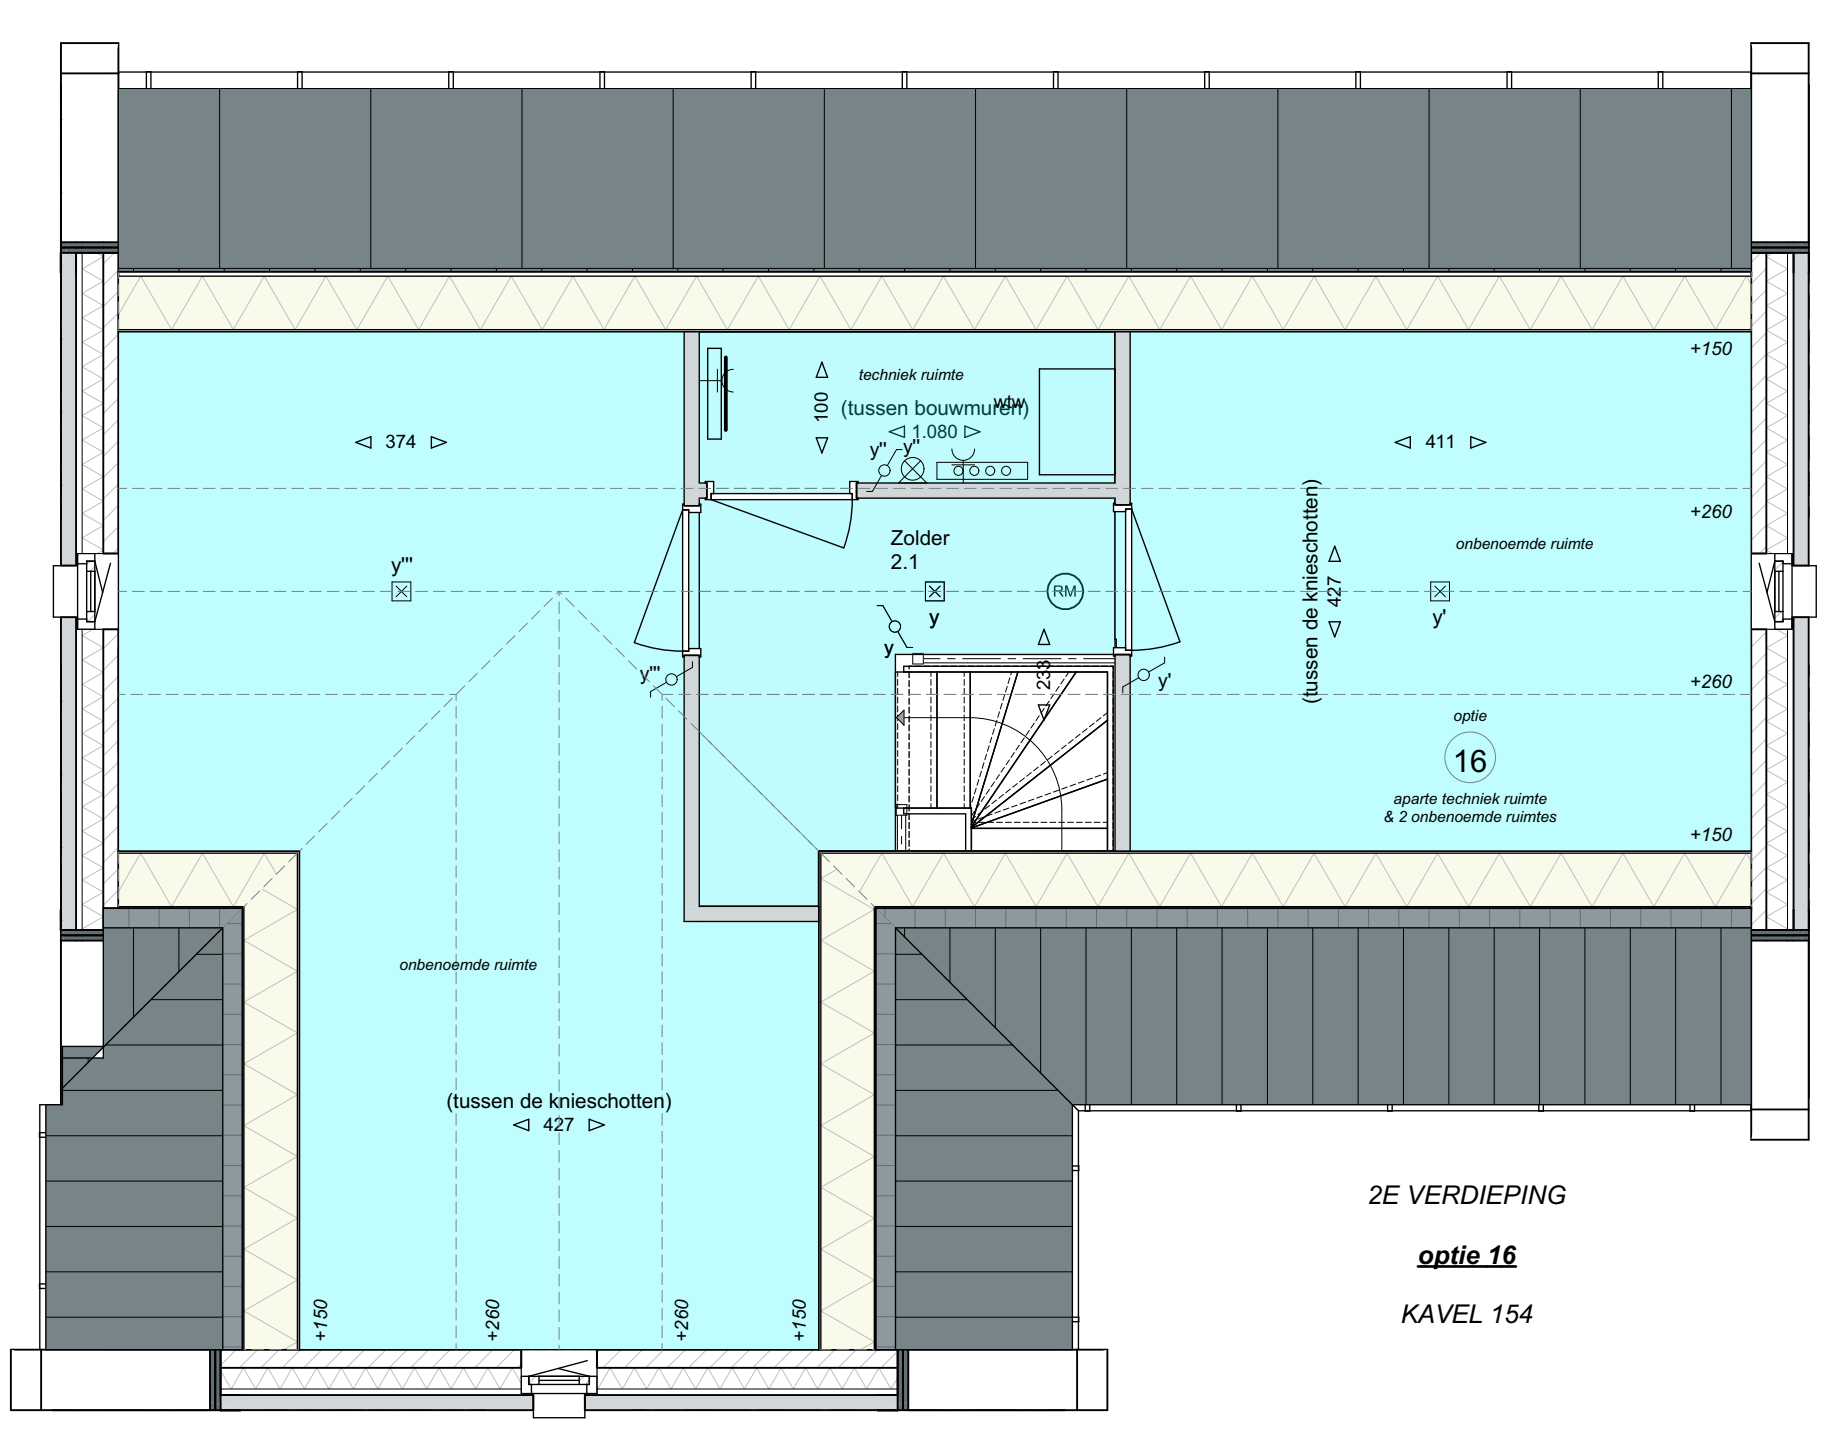 +150
techniek ruimte
wtw
(tussen bouwmuren)
100
1.080
374
411
y"
y"
+260
Zolder
2.1
onbenoemde ruimte
y'''
RM
y
y'
y
(tussen de knieschotten)
427
233
y'''
y'
+260
optie
16
aparte techniek ruimte
& 2 onbenoemde ruimtes
+150
onbenoemde ruimte
(tussen de knieschotten)
427
+150
+260
+260
+150
2E VERDIEPING
optie 16
KAVEL 154